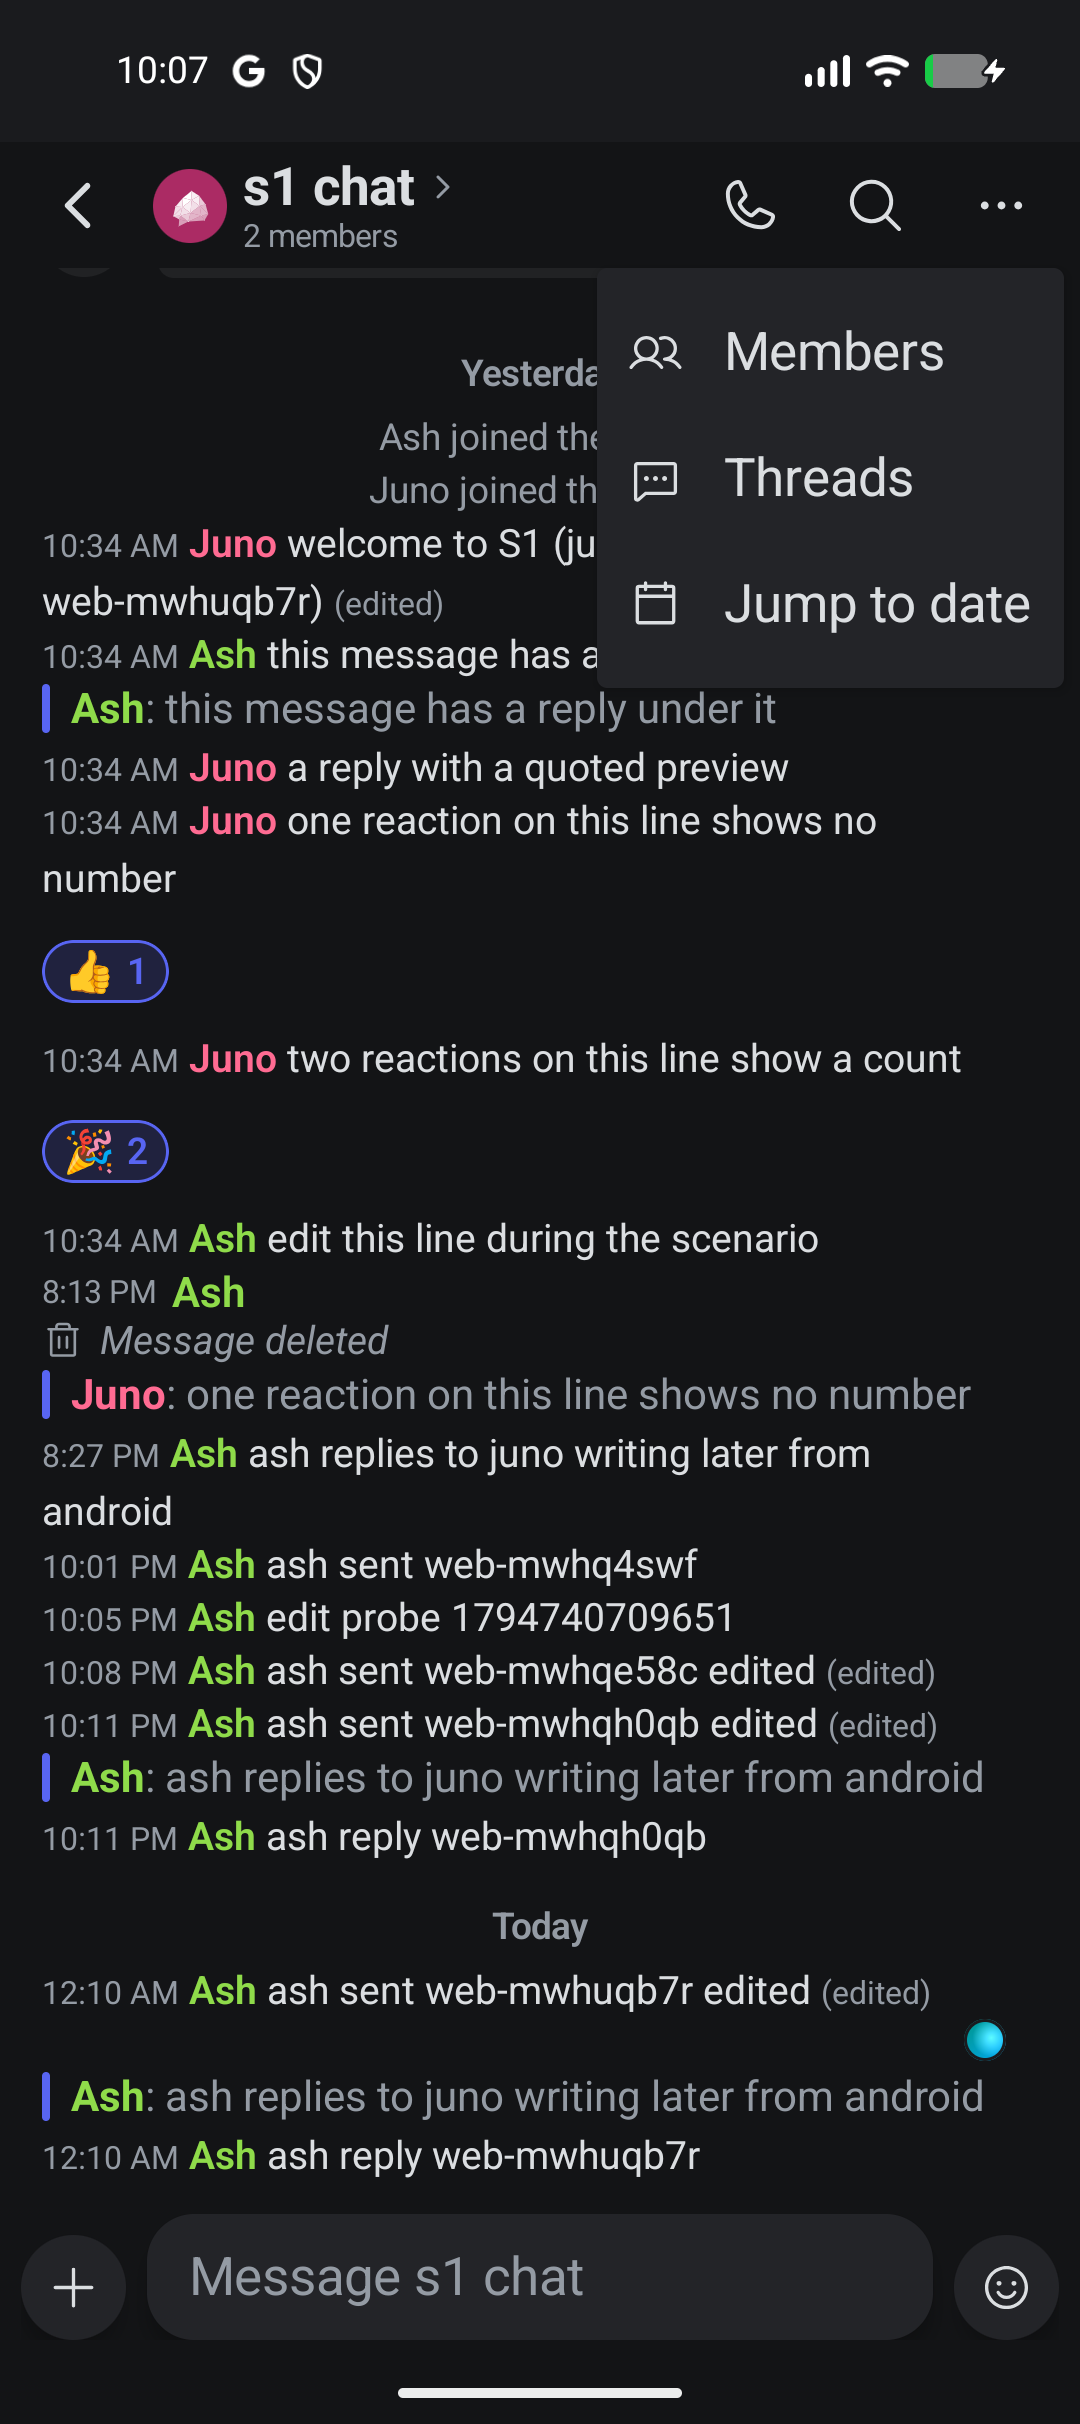 10:07
s1 chat
2 members
Members
Threads
Jump to date
Ash joined the
Juno joined
10:34 AM Juno welcome to S1
web-mwhuqb7r) (edited)
10:34 AM Ash this message has a
Ash: this message has a reply under it
10:34 AM Juno a reply with a quoted preview
10:34 AM Juno one reaction on this line shows no
number
👍 1
10:34 AM Juno two reactions on this line show a count
🎉 2
10:34 AM Ash edit this line during the scenario
8:13 PM Ash
Message deleted
Juno: one reaction on this line shows no number
8:27 PM Ash ash replies to juno writing later from
android
10:01 PM Ash ash sent web-mwhq4swf
10:05 PM Ash edit probe 1794740709651
10:08 PM Ash ash sent web-mwhqe58c edited (edited)
10:11 PM Ash ash sent web-mwhqh0qb edited (edited)
Ash: ash replies to juno writing later from android
10:11 PM Ash ash reply web-mwhqh0qb
Today
12:10 AM Ash ash sent web-mwhuqb7r edited (edited)
Ash: ash replies to juno writing later from android
12:10 AM Ash ash reply web-mwhuqb7r
Message s1 chat